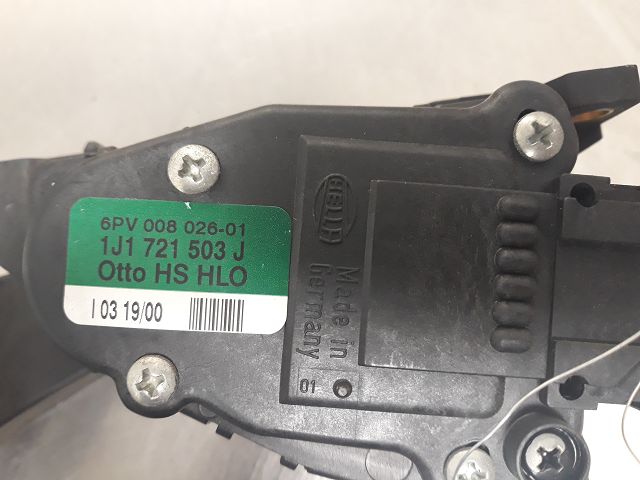 6PV 008 026-01
1J1 721 503 J
Otto HS HLO
I 03 19/00
HELLA
Made in
Germany
01